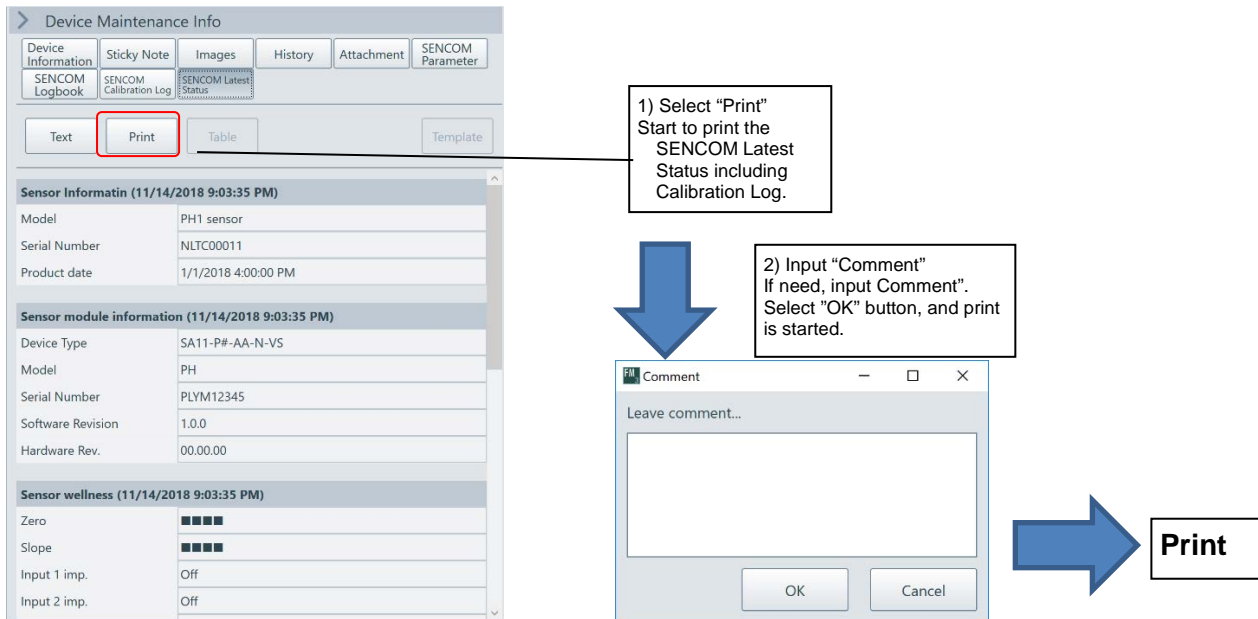 Device Maintenance Info
Device Information
Sticky Note
Images
History
Attachment
SENCOM Parameter
SENCOM Logbook
SENCOM Calibration Log
SENCOM Latest Status
Text
Print
Table
Template
Sensor Informatin (11/14/2018 9:03:35 PM)
Model PH1 sensor
Serial Number NLTC00011
Product date 1/1/2018 4:00:00 PM
Sensor module information (11/14/2018 9:03:35 PM)
Device Type SA11-P#-AA-N-VS
Model PH
Serial Number PLYM12345
Software Revision 1.0.0
Hardware Rev. 00.00.00
Sensor wellness (11/14/2018 9:03:35 PM)
Zero ■■■■
Slope ■■■■
Input 1 imp. Off
Input 2 imp. Off
1) Select “Print”
Start to print the
SENCOM Latest
Status including
Calibration Log.
2) Input “Comment”
If need, input Comment”.
Select ”OK” button, and print
is started.
FM
Comment
Leave comment...
OK
Cancel
Print